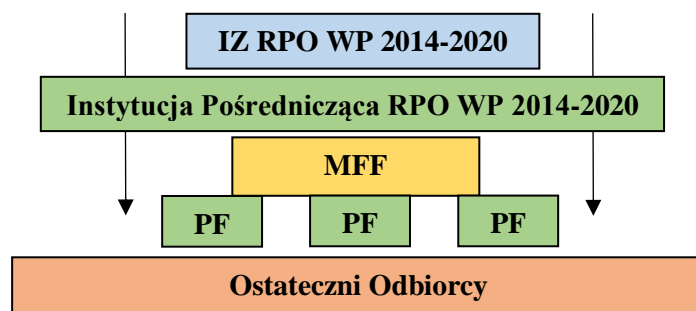 IZ RPO WP 2014-2020
Instytucja Pośrednicząca RPO WP 2014-2020
MFF
PF PF PF
Ostateczni Odbiorcy